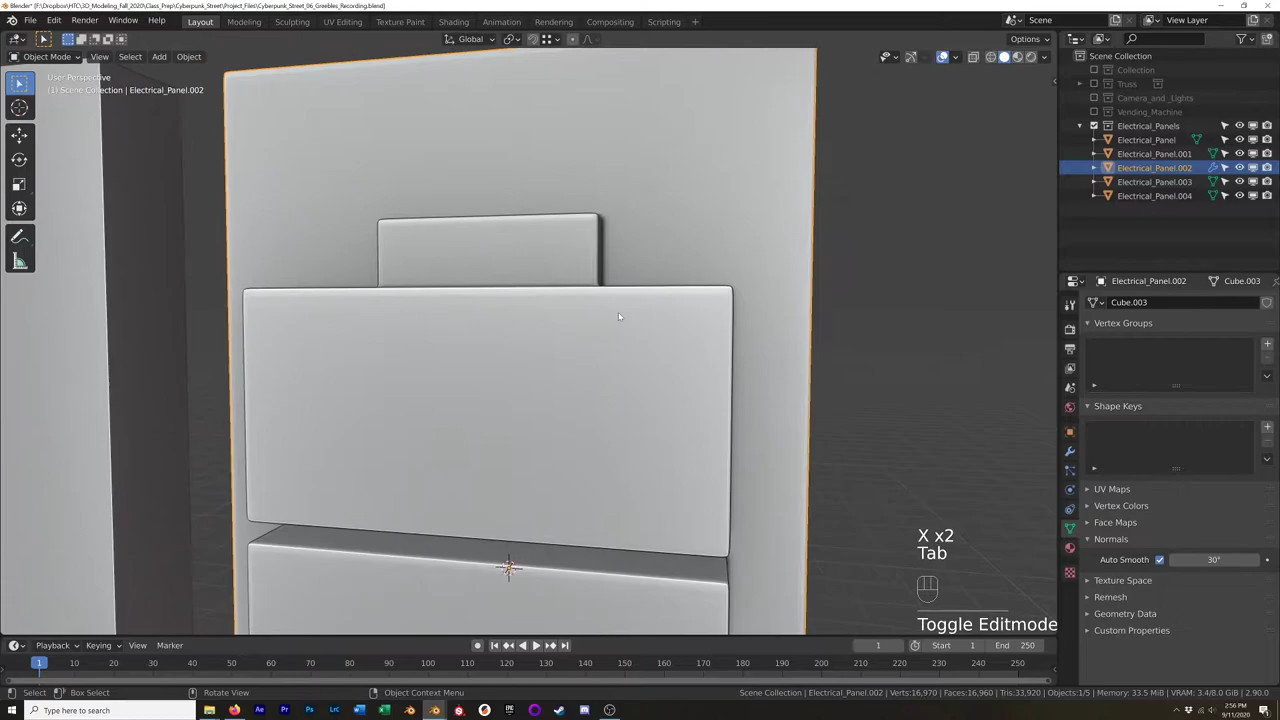 Blender* [F:\Dropbox\HTC\3D_Modeling_Fall_2020\Class_Prep\Cyberpunk_Street\Project_Files\Cyberpunk_Street_06_Greebles_Recording.blend]
File Edit Render Window Help Layout Modeling Sculpting UV Editing Texture Paint Shading Animation Rendering Compositing Scripting + Scene View Layer
Global Options
Object Mode View Select Add Object
User Perspective
(1) Scene Collection | Electrical_Panel.002
Scene Collection
Collection
Truss
Camera_and_Lights
Vending_Machine
Electrical_Panels
Electrical_Panel
Electrical_Panel.001
Electrical_Panel.002
Electrical_Panel.003
Electrical_Panel.004
Electrical_Panel.002 Cube.003
Cube.003
Vertex Groups
Shape Keys
UV Maps
Vertex Colors
Face Maps
Normals
Auto Smooth 30°
Texture Space
Remesh
Geometry Data
Custom Properties
X x2
Tab
Toggle Editmode
Playback Keying View Marker 1 Start 1 End 250
1 10 20 30 40 50 60 70 80 90 100 110 120 130 140 150 160 170 180 190 200 210 220 230 240 250
Select Box Select Rotate View Object Context Menu Scene Collection | Electrical_Panel.002 | Verts:16,970 | Faces:16,960 | Tris:33,920 | Objects:1/5 | Memory: 33.5 MiB | VRAM: 3.4/8.0 GiB | 2.90.0
Type here to search
2:56 PM
9/11/2020